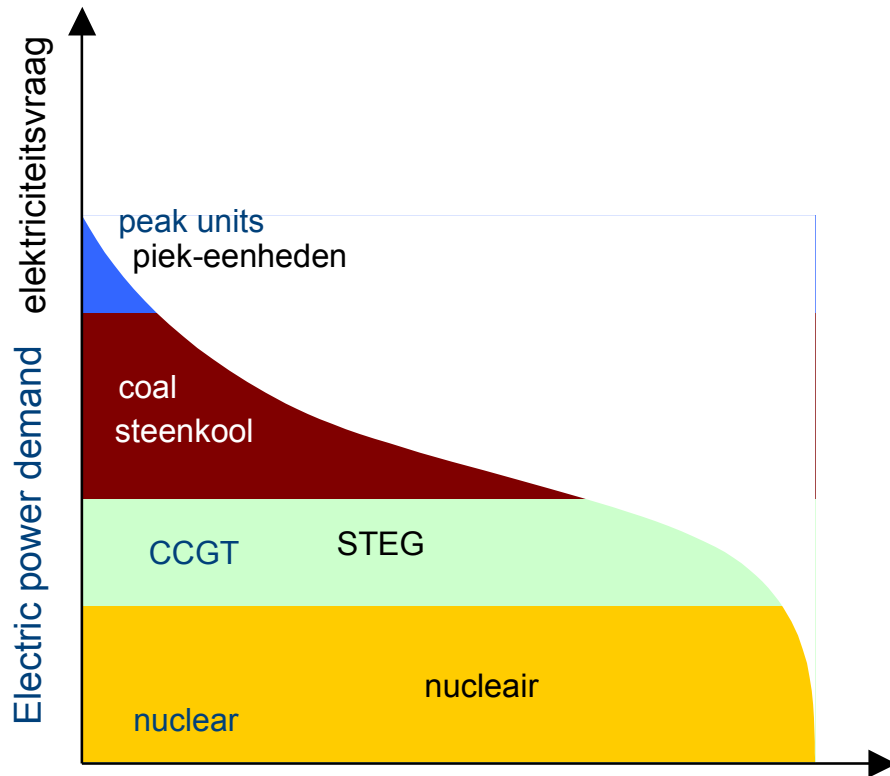 elektriciteitsvraag
Electric power demand
peak units
piek-eenheden
coal
steenkool
CCGT
STEG
nucleair
nuclear